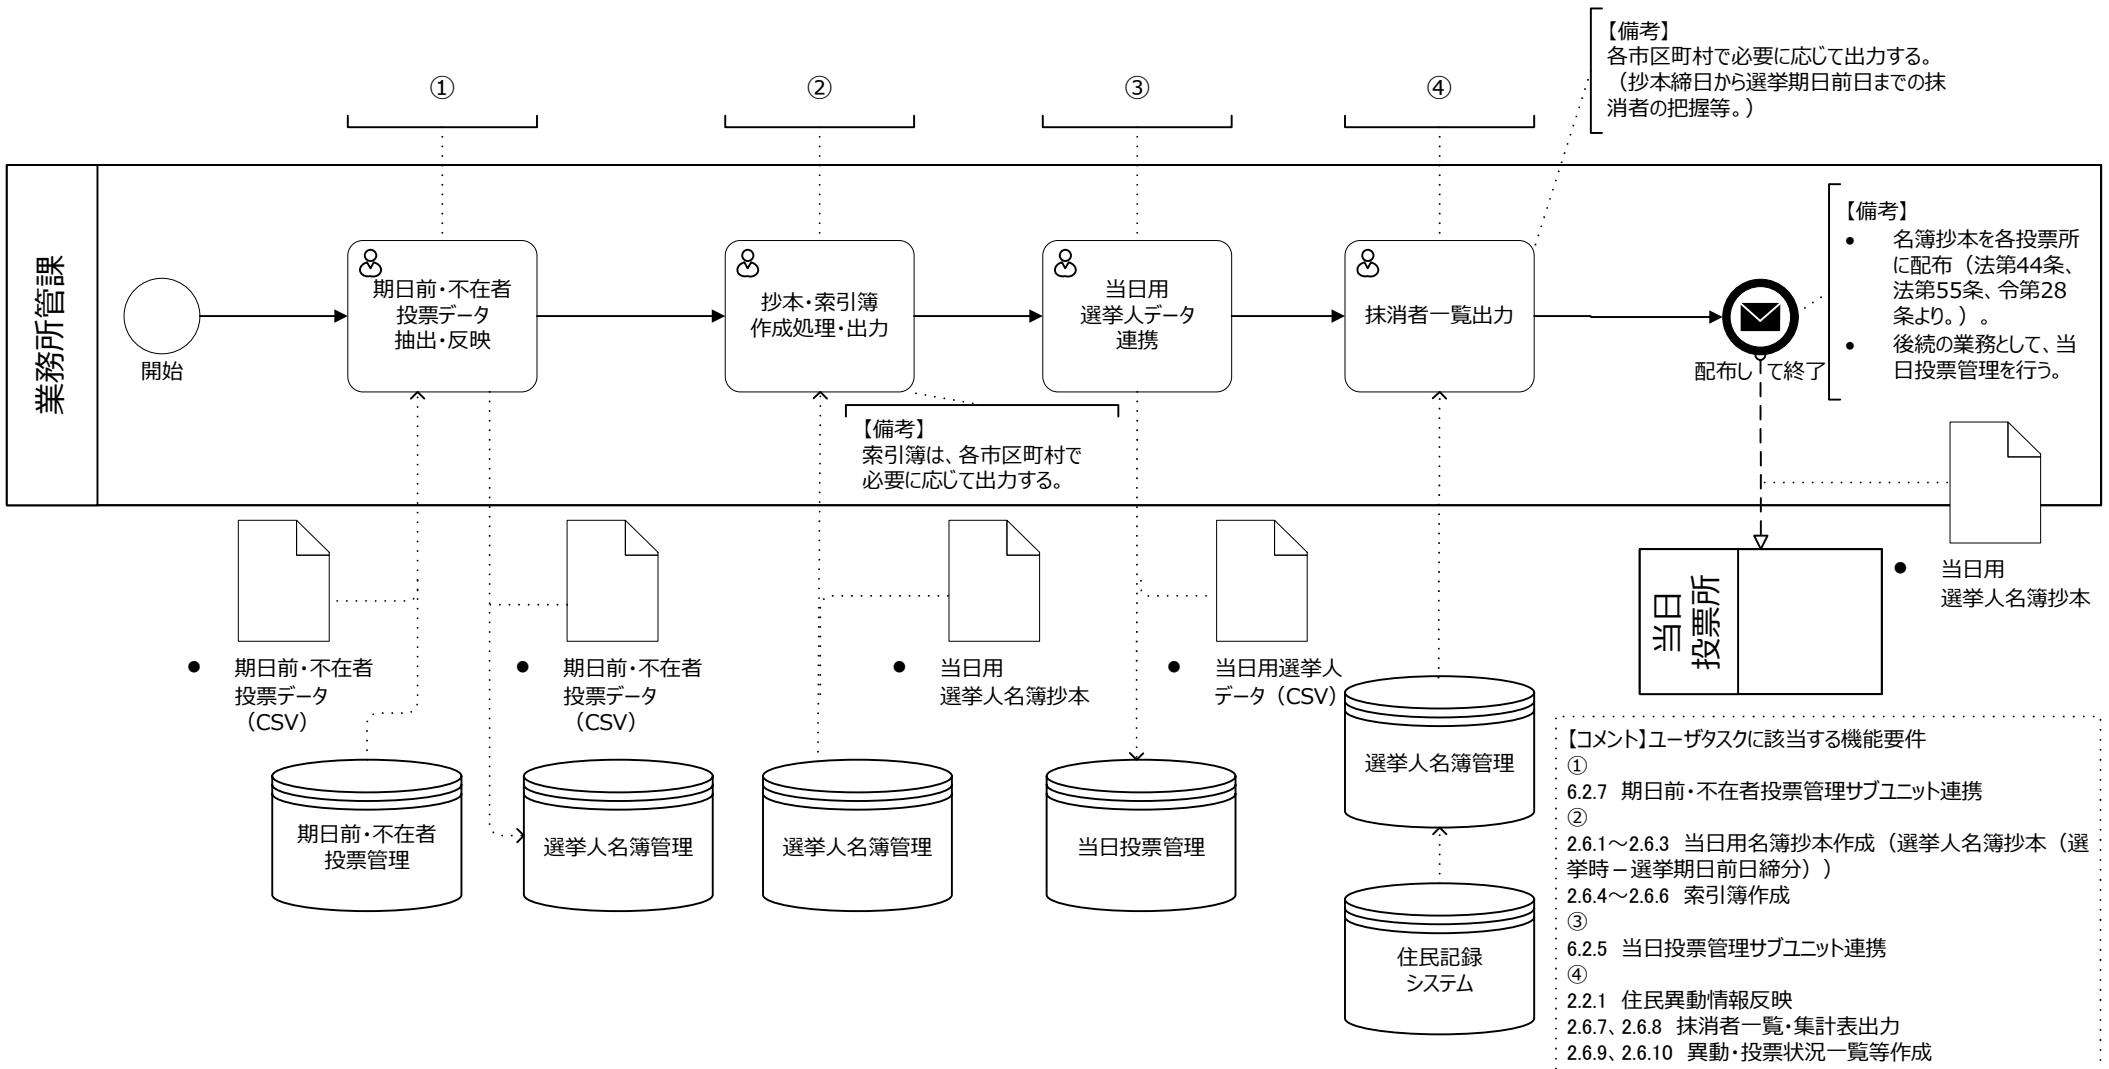 ①
②
③
④
【備考】
各市区町村で必要に応じて出力する。
（抄本締日から選挙期日前日までの抹
消者の把握等。）
業務所管課
開始
期日前・不在者
投票データ
抽出・反映
抄本・索引簿
作成処理・出力
当日用
選挙人データ
連携
抹消者一覧出力
配布して終了
【備考】
• 名簿抄本を各投票所
に配布（法第44条、
法第55条、令第28
条より。）。
• 後続の業務として、当
日投票管理を行う。
【備考】
索引簿は、各市区町村で
必要に応じて出力する。
● 期日前・不在者
投票データ
（CSV）
● 期日前・不在者
投票データ
（CSV）
● 当日用
選挙人名簿抄本
● 当日用選挙人
データ（CSV）
● 当日用
選挙人名簿抄本
当日
投票所
期日前・不在者
投票管理
選挙人名簿管理
選挙人名簿管理
当日投票管理
選挙人名簿管理
住民記録
システム
【コメント】ユーザタスクに該当する機能要件
①
6.2.7 期日前・不在者投票管理サブユニット連携
②
2.6.1～2.6.3 当日用名簿抄本作成（選挙人名簿抄本（選
挙時－選挙期日前日締分））
2.6.4～2.6.6 索引簿作成
③
6.2.5 当日投票管理サブユニット連携
④
2.2.1 住民異動情報反映
2.6.7、2.6.8 抹消者一覧・集計表出力
2.6.9、2.6.10 異動・投票状況一覧等作成